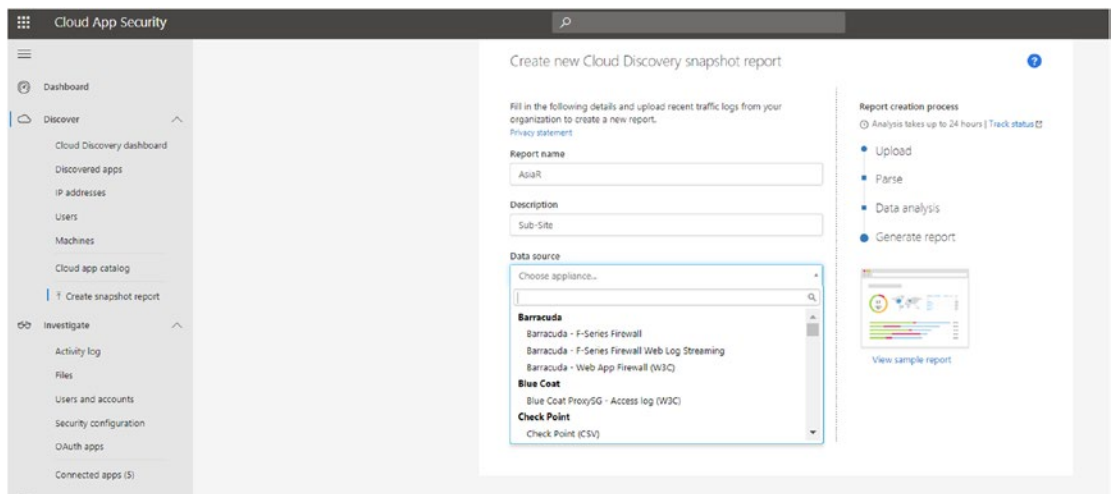 Cloud App Security
Dashboard
Discover
Cloud Discovery dashboard
Discovered apps
IP addresses
Users
Machines
Cloud app catalog
Create snapshot report
Investigate
Activity log
Files
Users and accounts
Security configuration
OAuth apps
Connected apps (5)
Create new Cloud Discovery snapshot report
?
Fill in the following details and upload recent traffic logs from your
organization to create a new report.
Privacy statement
Report name
AsiaR
Description
Sub-Site
Data source
Choose appliance...
Barracuda
Barracuda - F-Series Firewall
Barracuda - F-Series Firewall Web Log Streaming
Barracuda - Web App Firewall (W3C)
Blue Coat
Blue Coat ProxySG - Access log (W3C)
Check Point
Check Point (CSV)
Report creation process
Analysis takes up to 24 hours | Track status
Upload
Parse
Data analysis
Generate report
View sample report